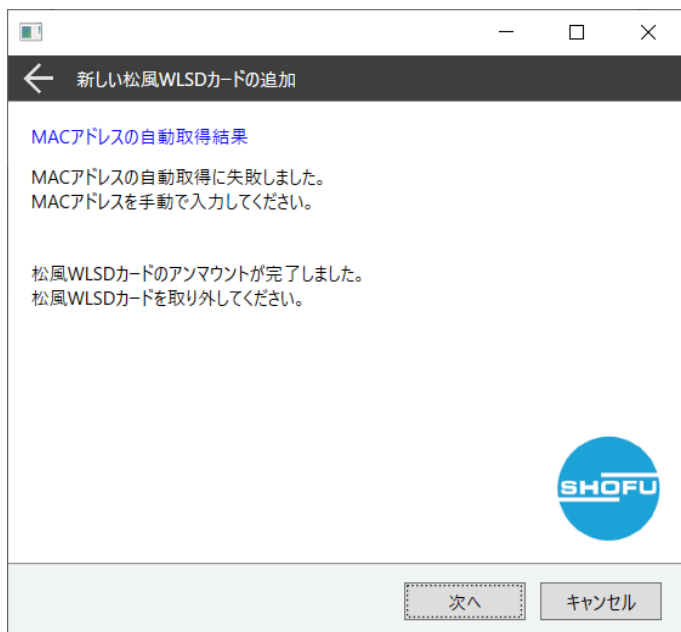 新しい松風WLSDカードの追加
MACアドレスの自動取得結果
MACアドレスの自動取得に失敗しました。
MACアドレスを手動で入力してください。
松風WLSDカードのアンマウントが完了しました。
松風WLSDカードを取り外してください。
SHOFU
次へ
キャンセル